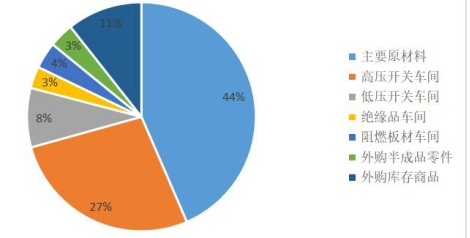 11%
3%
4%
3%
8%
27%
44%
主要原材料
高压开关车间
低压开关车间
绝缘品车间
阻燃板材车间
外购半成品零件
外购库存商品